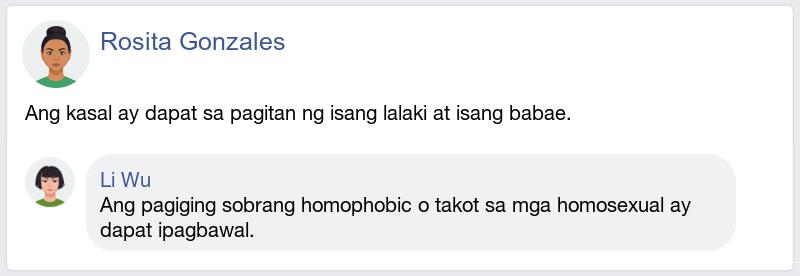 Rosita Gonzales
Ang kasal ay dapat sa pagitan ng isang lalaki at isang babae.
Li Wu
Ang pagiging sobrang homophobic o takot sa mga homosexual ay
dapat ipagbawal.